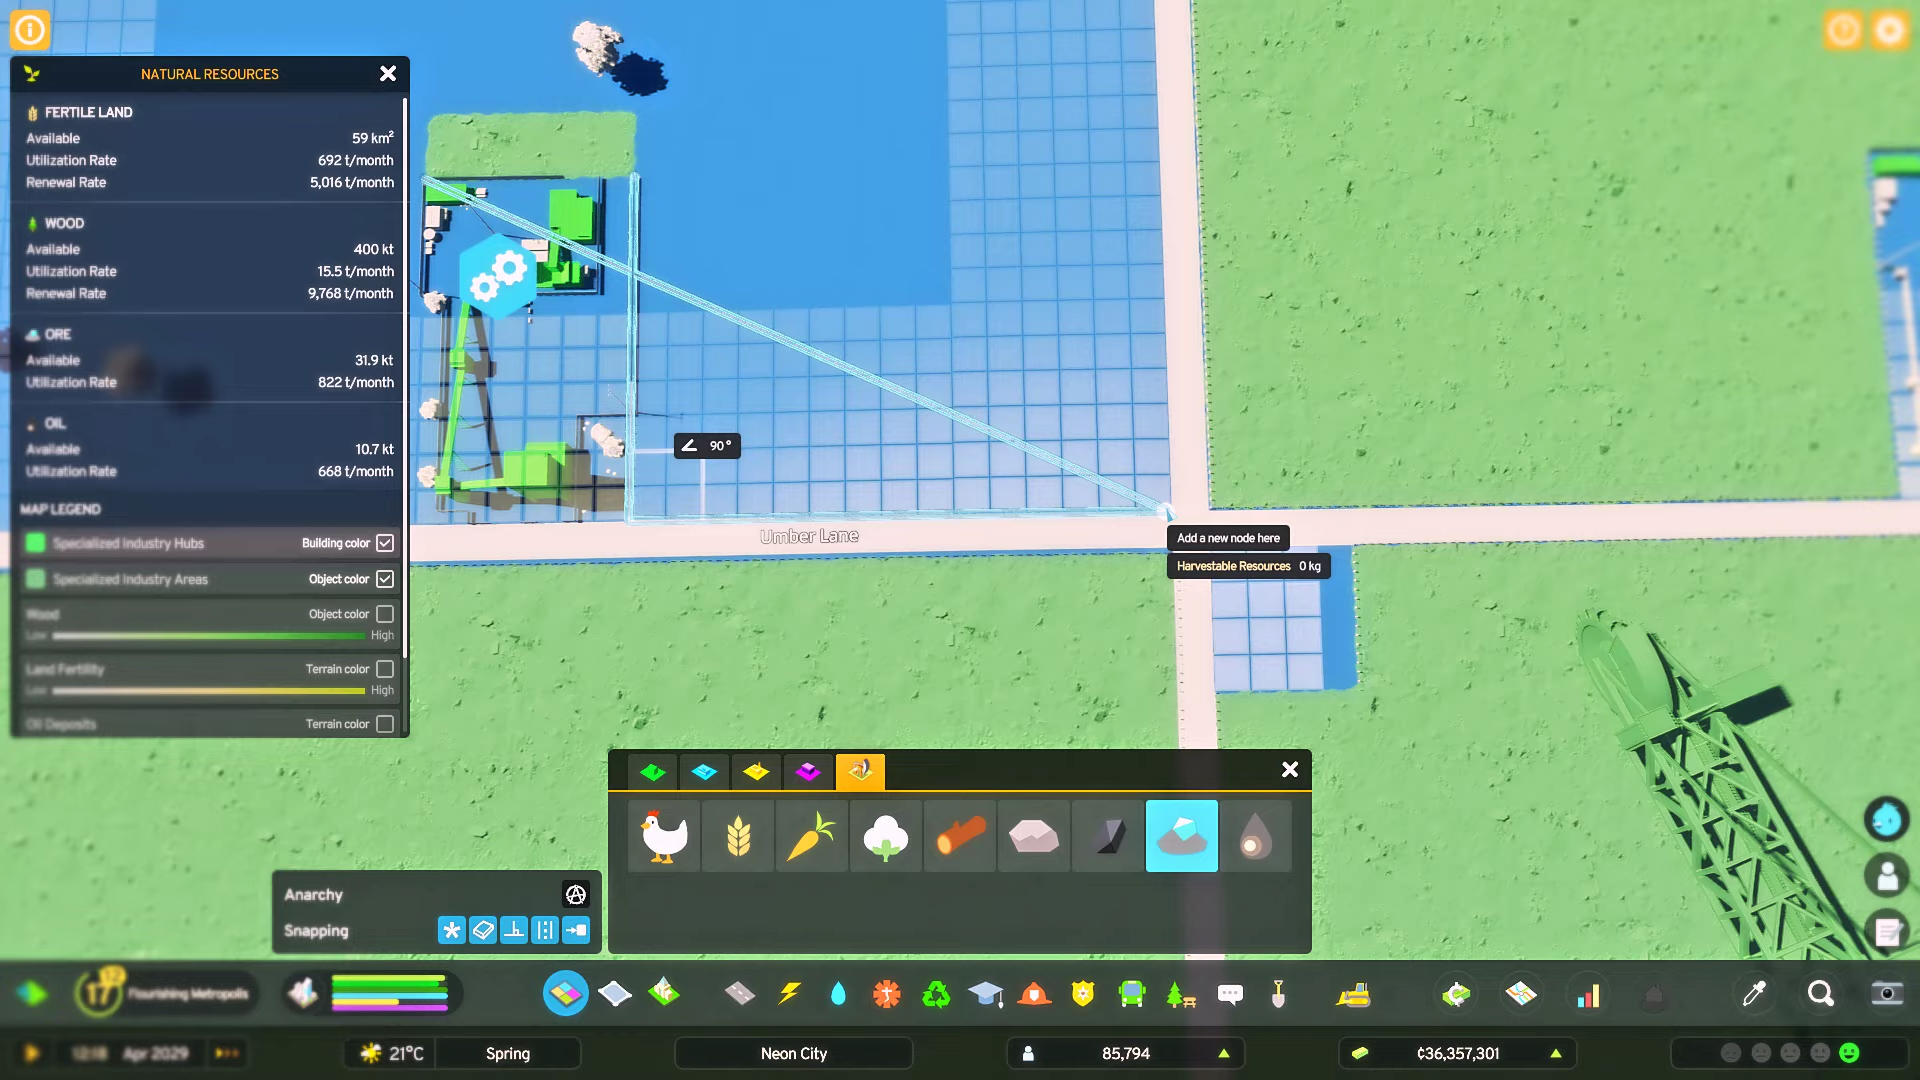 NATURAL RESOURCES
FERTILE LAND
Available 59 km²
Utilization Rate 692 t/month
Renewal Rate 5,016 t/month
WOOD
Available 400 kt
Utilization Rate 15.5 t/month
Renewal Rate 9,768 t/month
ORE
Available 31.9 kt
Utilization Rate 822 t/month
OIL
Available 10.7 kt
Utilization Rate 668 t/month
MAP LEGEND
Specialized Industry Hubs Building color
Specialized Industry Areas Object color
Wood Object color
Low High
Land Fertility Terrain color
Low High
Oil Deposits Terrain color
90°
Umber Lane
Add a new node here
Harvestable Resources 0 kg
Anarchy
Snapping
17
17 Flourishing Metropolis
12:18 Apr 2029
21°C
Spring
Neon City
85,794
¢36,357,301